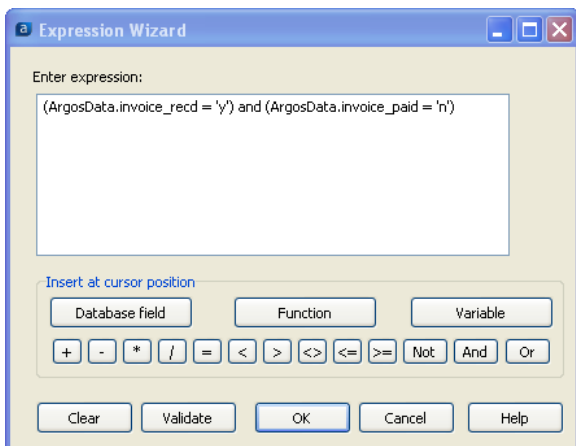 a Expression Wizard
Enter expression:
(ArgosData.invoice_recd = 'y') and (ArgosData.invoice_paid = 'n')
Insert at cursor position
Database field Function Variable
+ - * / = < > <> <= >= Not And Or
Clear Validate OK Cancel Help